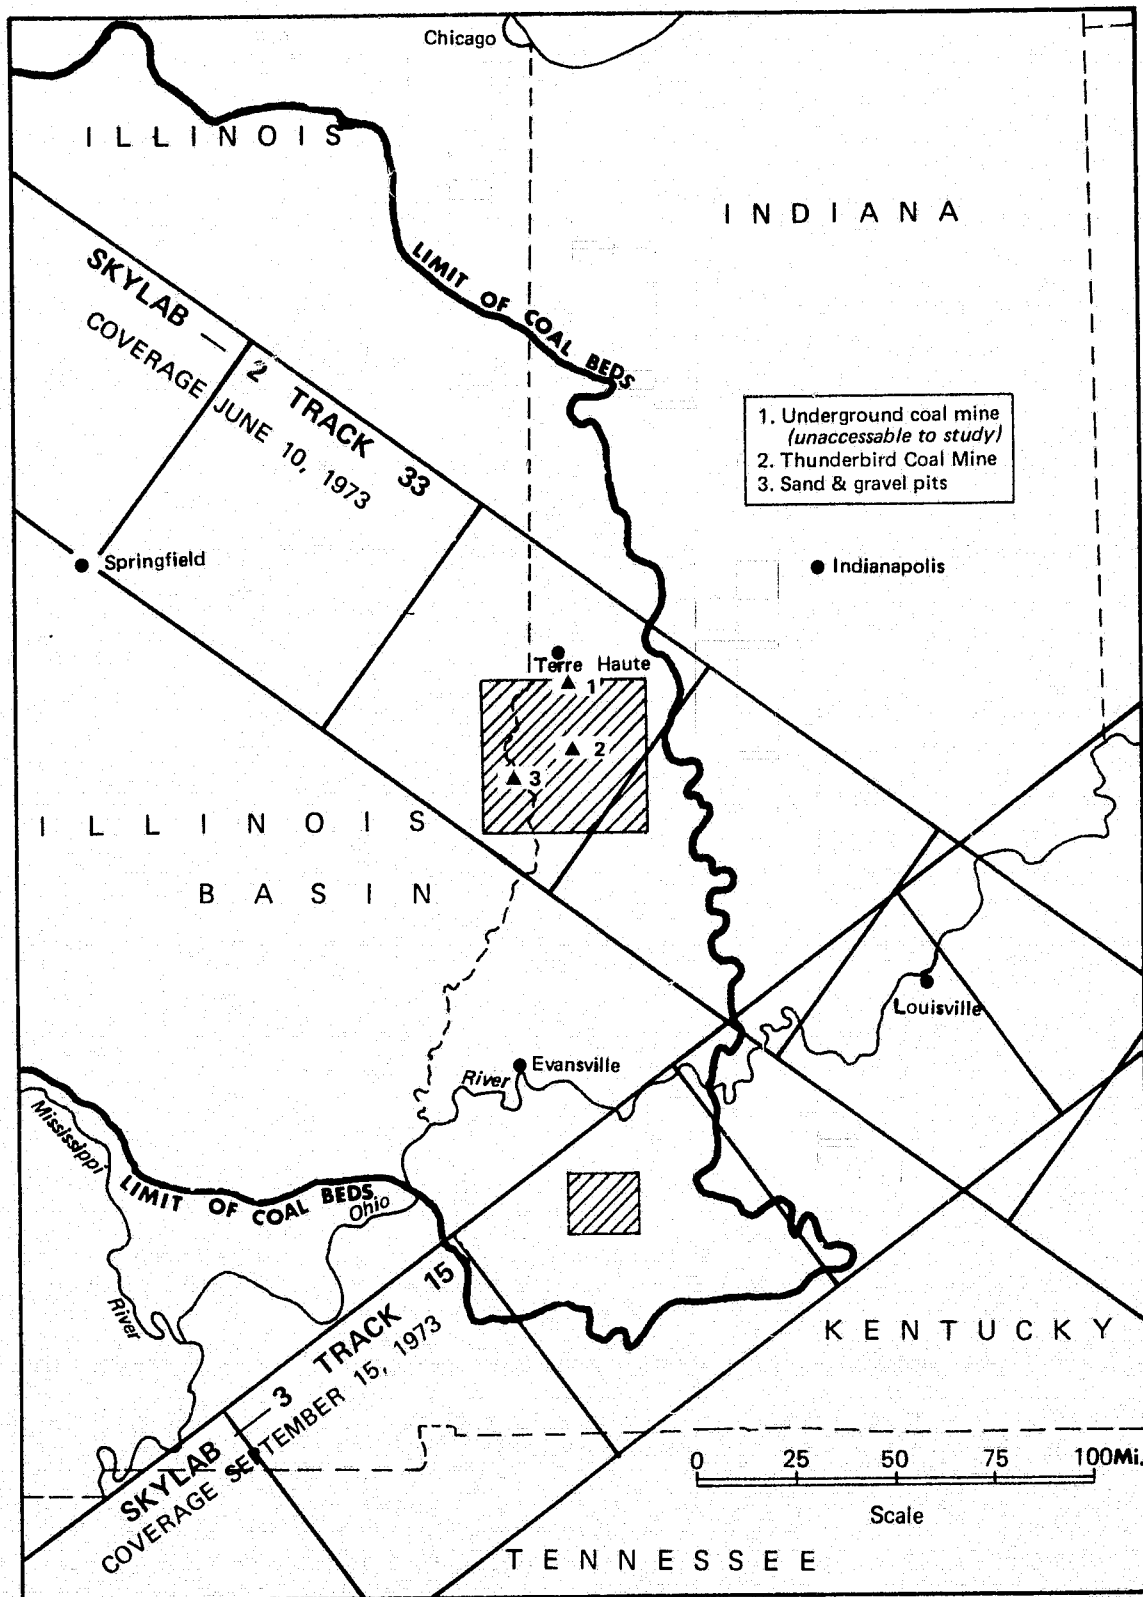 Chicago
ILLINOIS
INDIANA
LIMIT OF COAL BEDS
SKYLAB — 2 TRACK 33
COVERAGE JUNE 10, 1973
1. Underground coal mine
(unaccessable to study)
2. Thunderbird Coal Mine
3. Sand & gravel pits
Springfield
Indianapolis
Terre Haute
1
2
3
ILLINOIS
BASIN
Louisville
Evansville
River
Mississippi
LIMIT OF COAL BEDS
Ohio
River
SKYLAB — 3 TRACK 15
COVERAGE SEPTEMBER 15, 1973
KENTUCKY
0 25 50 75 100Mi.
Scale
TENNESSEE